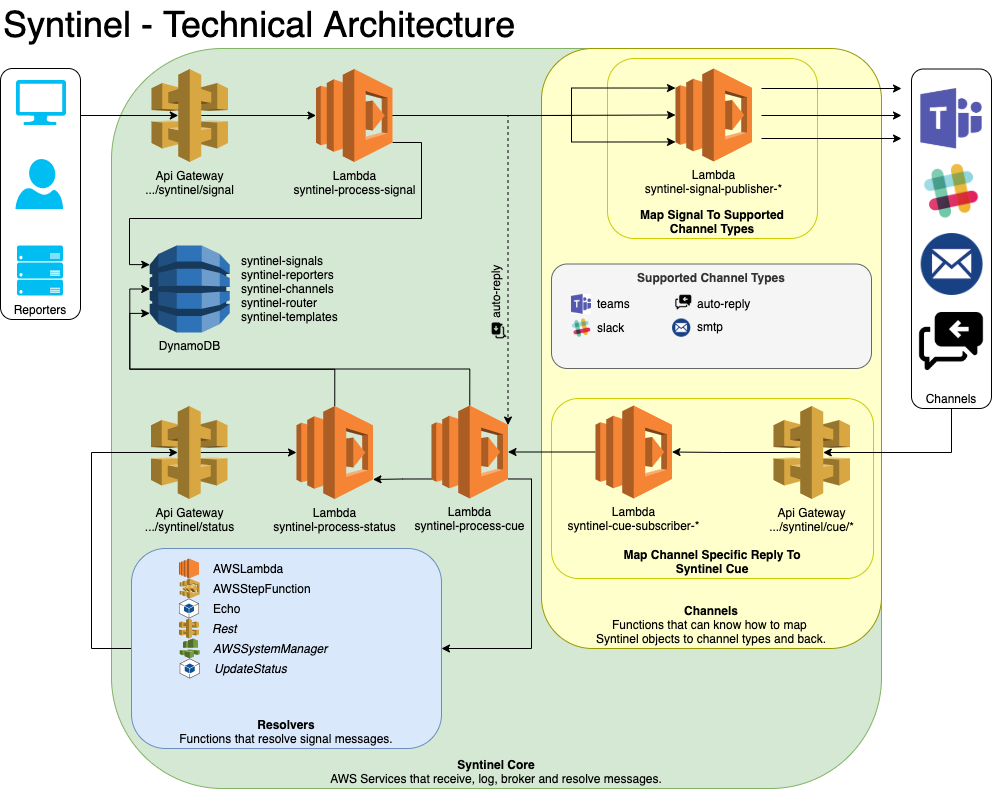 Syntinel - Technical Architecture
Reporters
Api Gateway
.../syntinel/signal
Lambda
syntinel-process-signal
Lambda
syntinel-signal-publisher-*
Map Signal To Supported
Channel Types
T
syntinel-signals
syntinel-reporters
syntinel-channels
syntinel-router
syntinel-templates
DynamoDB
auto-reply
Supported Channel Types
teams
auto-reply
slack
smtp
Channels
Api Gateway
.../syntinel/status
Lambda
syntinel-process-status
Lambda
syntinel-process-cue
Lambda
syntinel-cue-subscriber-*
Api Gateway
.../syntinel/cue/*
Map Channel Specific Reply To
Syntinel Cue
Channels
Functions that can know how to map
Syntinel objects to channel types and back.
AWSLambda
AWSStepFunction
Echo
Rest
AWSSystemManager
UpdateStatus
Resolvers
Functions that resolve signal messages.
Syntinel Core
AWS Services that receive, log, broker and resolve messages.